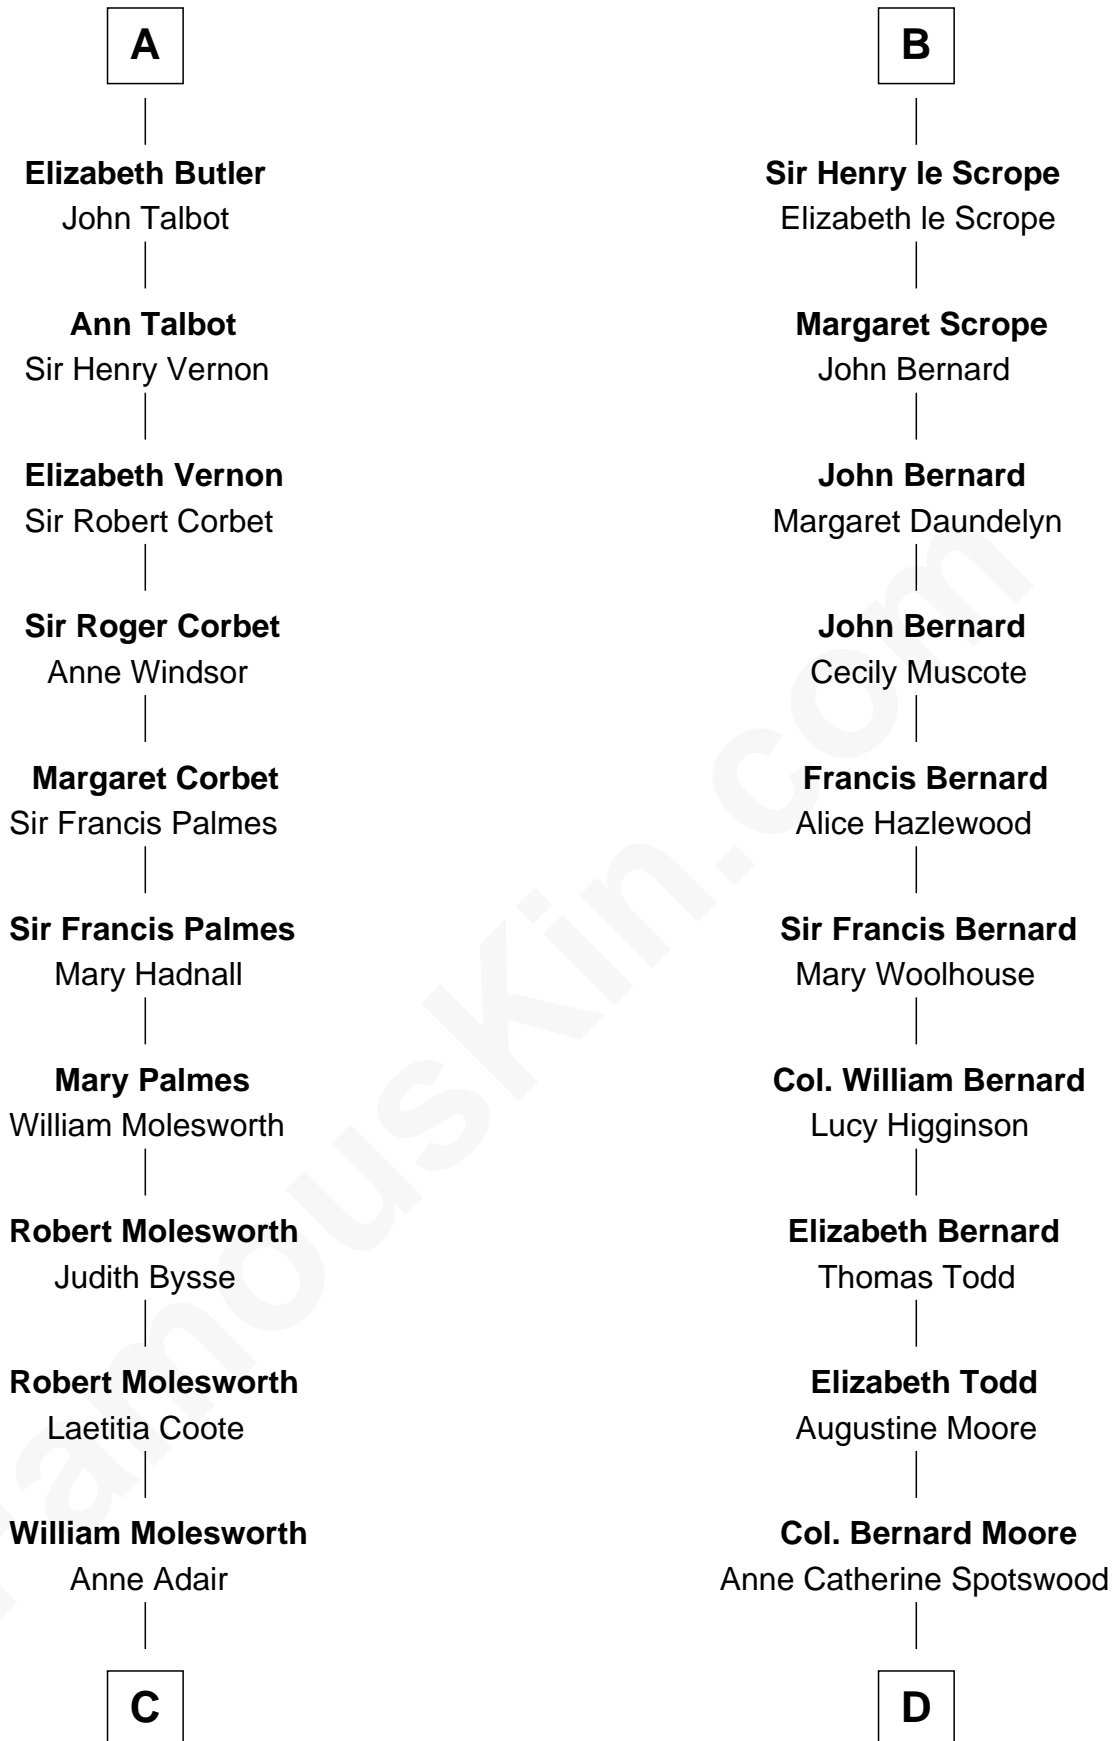 A
Elizabeth Butler
John Talbot
Ann Talbot
Sir Henry Vernon
Elizabeth Vernon
Sir Robert Corbet
Sir Roger Corbet
Anne Windsor
Margaret Corbet
Sir Francis Palmes
Sir Francis Palmes
Mary Hadnall
Mary Palmes
William Molesworth
Robert Molesworth
Judith Bysse
Robert Molesworth
Laetitia Coote
William Molesworth
Anne Adair
C
B
Sir Henry le Scrope
Elizabeth le Scrope
Margaret Scrope
John Bernard
John Bernard
Margaret Daundelyn
John Bernard
Cecily Muscote
Francis Bernard
Alice Hazlewood
Sir Francis Bernard
Mary Woolhouse
Col. William Bernard
Lucy Higginson
Elizabeth Bernard
Thomas Todd
Elizabeth Todd
Augustine Moore
Col. Bernard Moore
Anne Catherine Spotswood
D
FamousKin.com